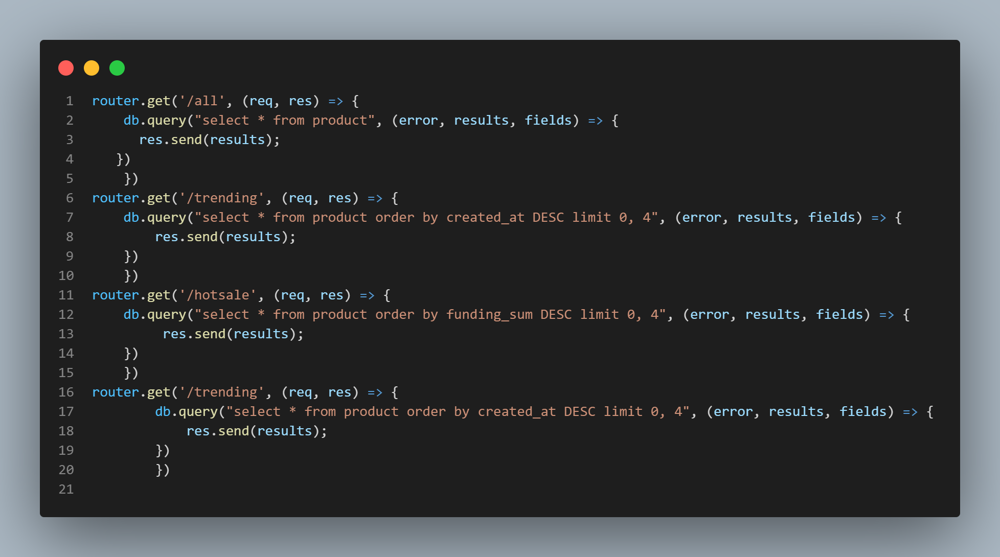 1 router.get('/all', (req, res) => {
2     db.query("select * from product", (error, results, fields) => {
3       res.send(results);
4    })
5     })
6 router.get('/trending', (req, res) => {
7     db.query("select * from product order by created_at DESC limit 0, 4", (error, results, fields) => {
8         res.send(results);
9     })
10     })
11 router.get('/hotsale', (req, res) => {
12     db.query("select * from product order by funding_sum DESC limit 0, 4", (error, results, fields) => {
13          res.send(results);
14     })
15     })
16 router.get('/trending', (req, res) => {
17         db.query("select * from product order by created_at DESC limit 0, 4", (error, results, fields) => {
18             res.send(results);
19         })
20         })
21